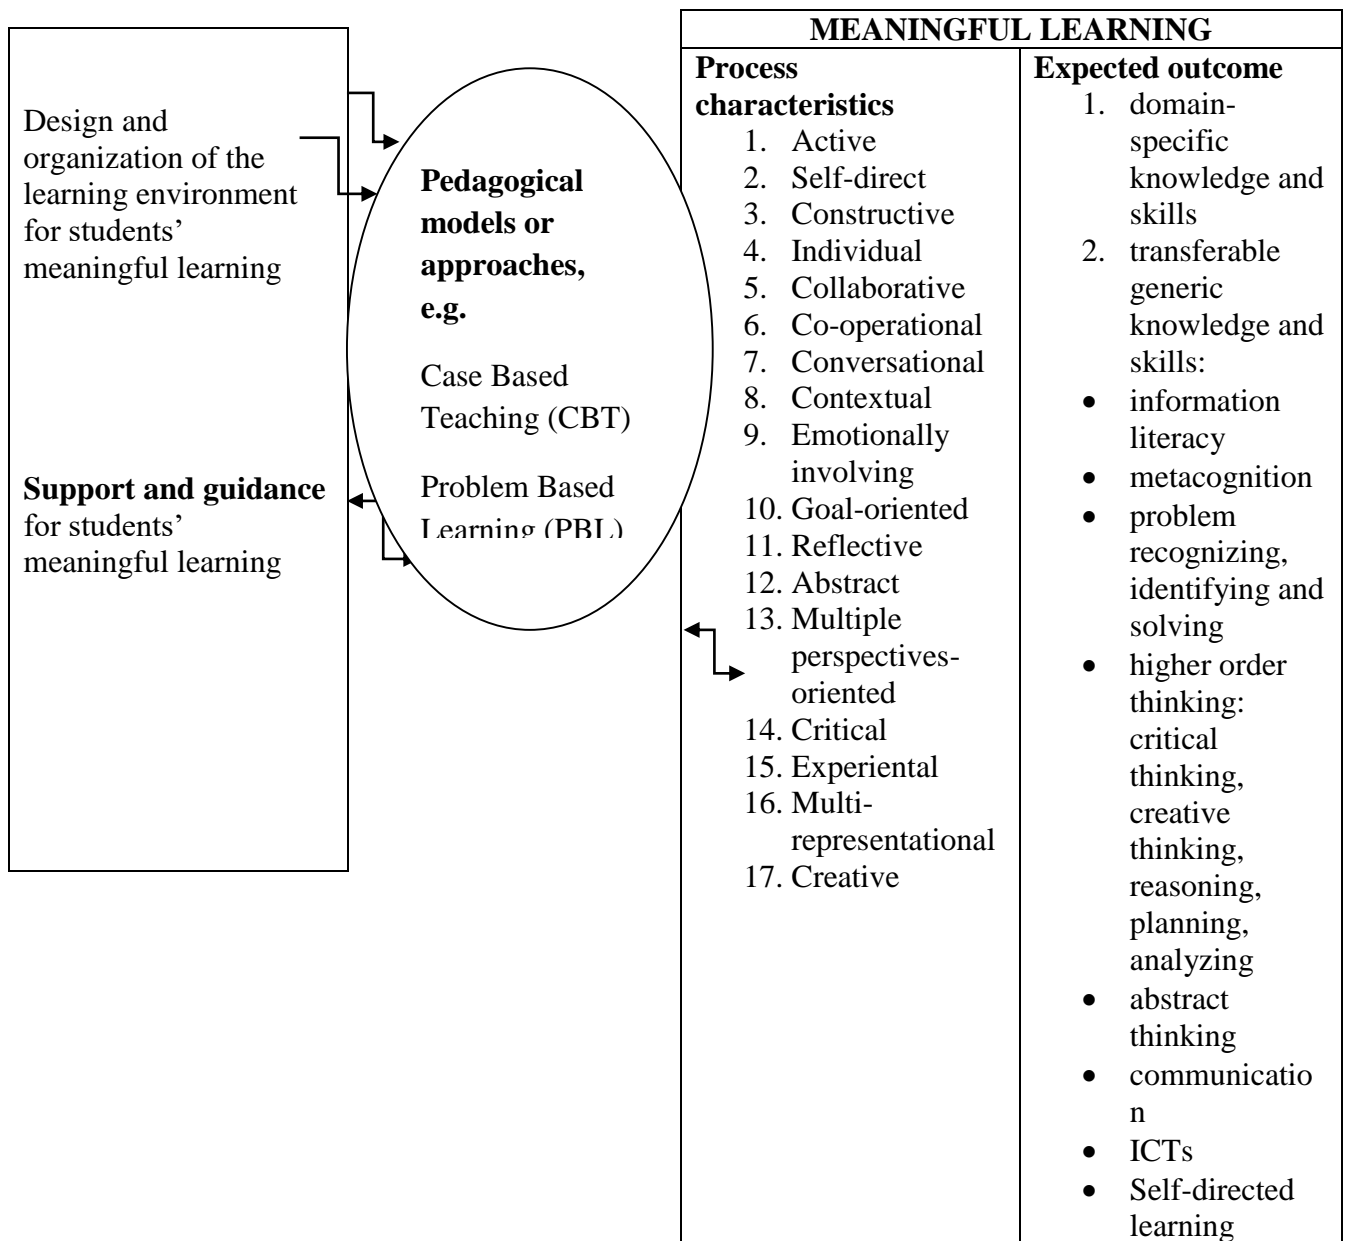 Design and
organization of the
learning environment
for students’
meaningful learning
Support and guidance
for students’
meaningful learning
Pedagogical
models or
approaches,
e.g.
Case Based
Teaching (CBT)
Problem Based
Learning (PBL)
MEANINGFUL LEARNING
Process
characteristics
1. Active
2. Self-direct
3. Constructive
4. Individual
5. Collaborative
6. Co-operational
7. Conversational
8. Contextual
9. Emotionally
involving
10. Goal-oriented
11. Reflective
12. Abstract
13. Multiple
perspectives-
oriented
14. Critical
15. Experiental
16. Multi-
representational
17. Creative
Expected outcome
1. domain-
specific
knowledge and
skills
2. transferable
generic
knowledge and
skills:
• information
literacy
• metacognition
• problem
recognizing,
identifying and
solving
• higher order
thinking:
critical
thinking,
creative
thinking,
reasoning,
planning,
analyzing
• abstract
thinking
• communicatio
n
• ICTs
• Self-directed
learning